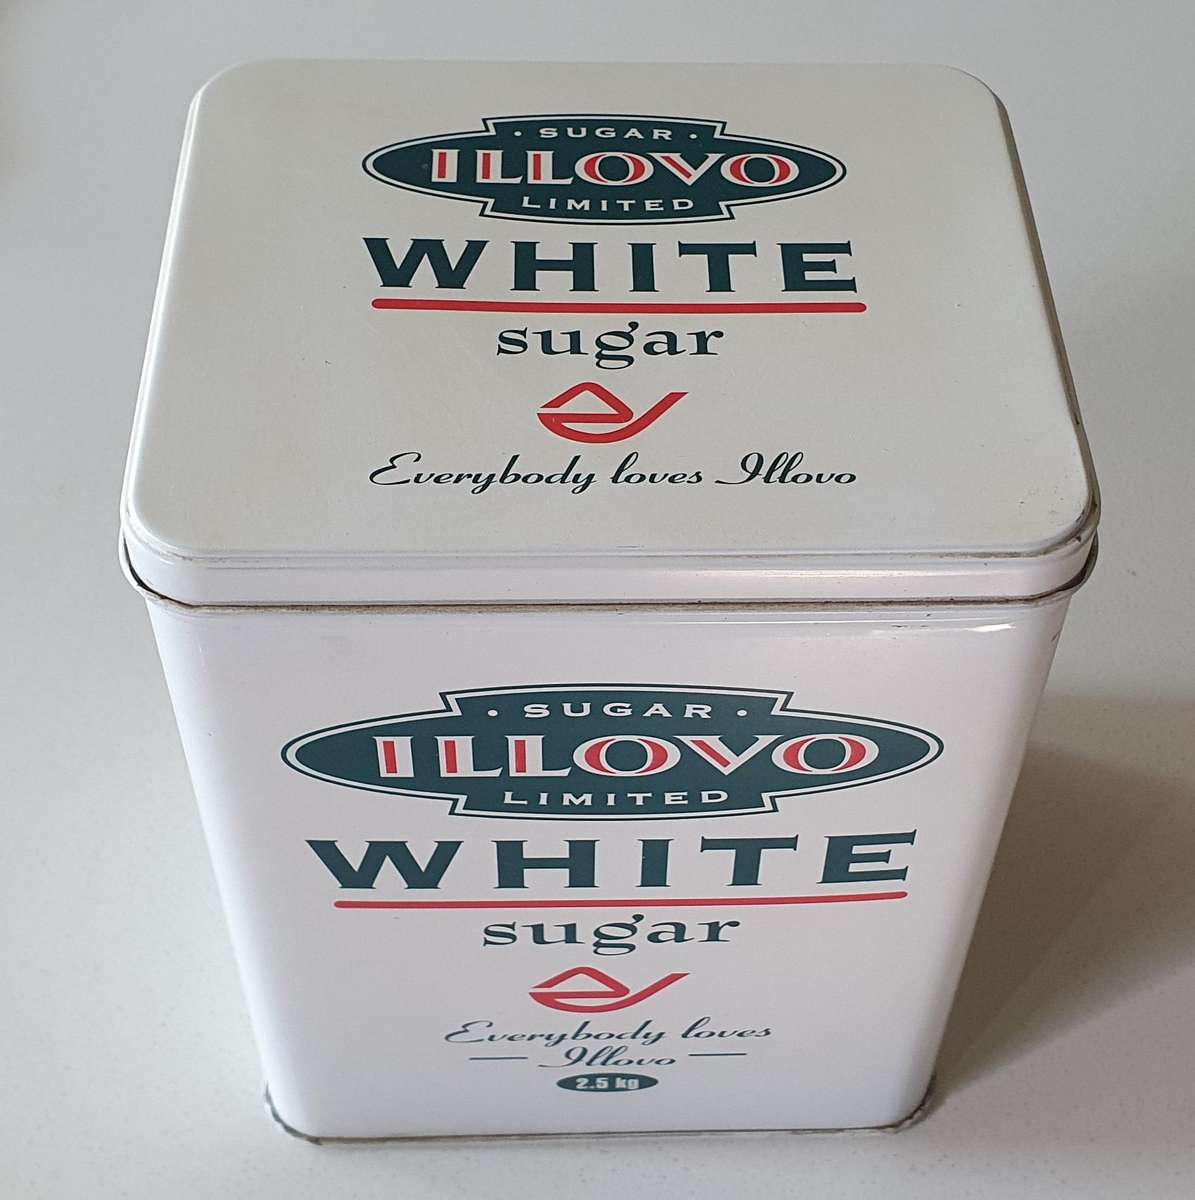 · SUGAR ·
ILLOVO
LIMITED
WHITE
sugar
Everybody loves Illovo
· SUGAR ·
ILLOVO
LIMITED
WHITE
sugar
Everybody loves
Illovo
2.5 kg